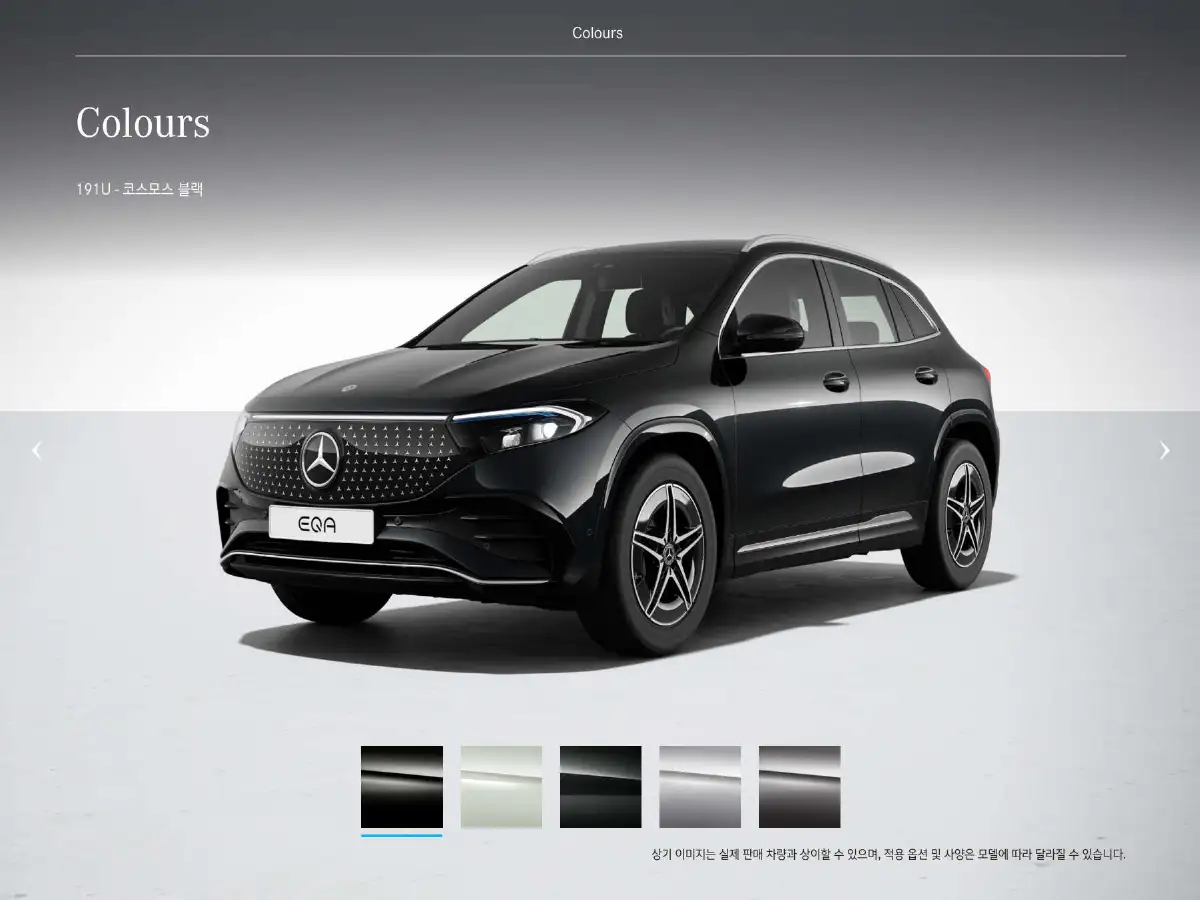 Colours
Colours
191U - 코스모스 블랙
EQA
상기 이미지는 실제 판매 차량과 상이할 수 있으며, 적용 옵션 및 사양은 모델에 따라 달라질 수 있습니다.